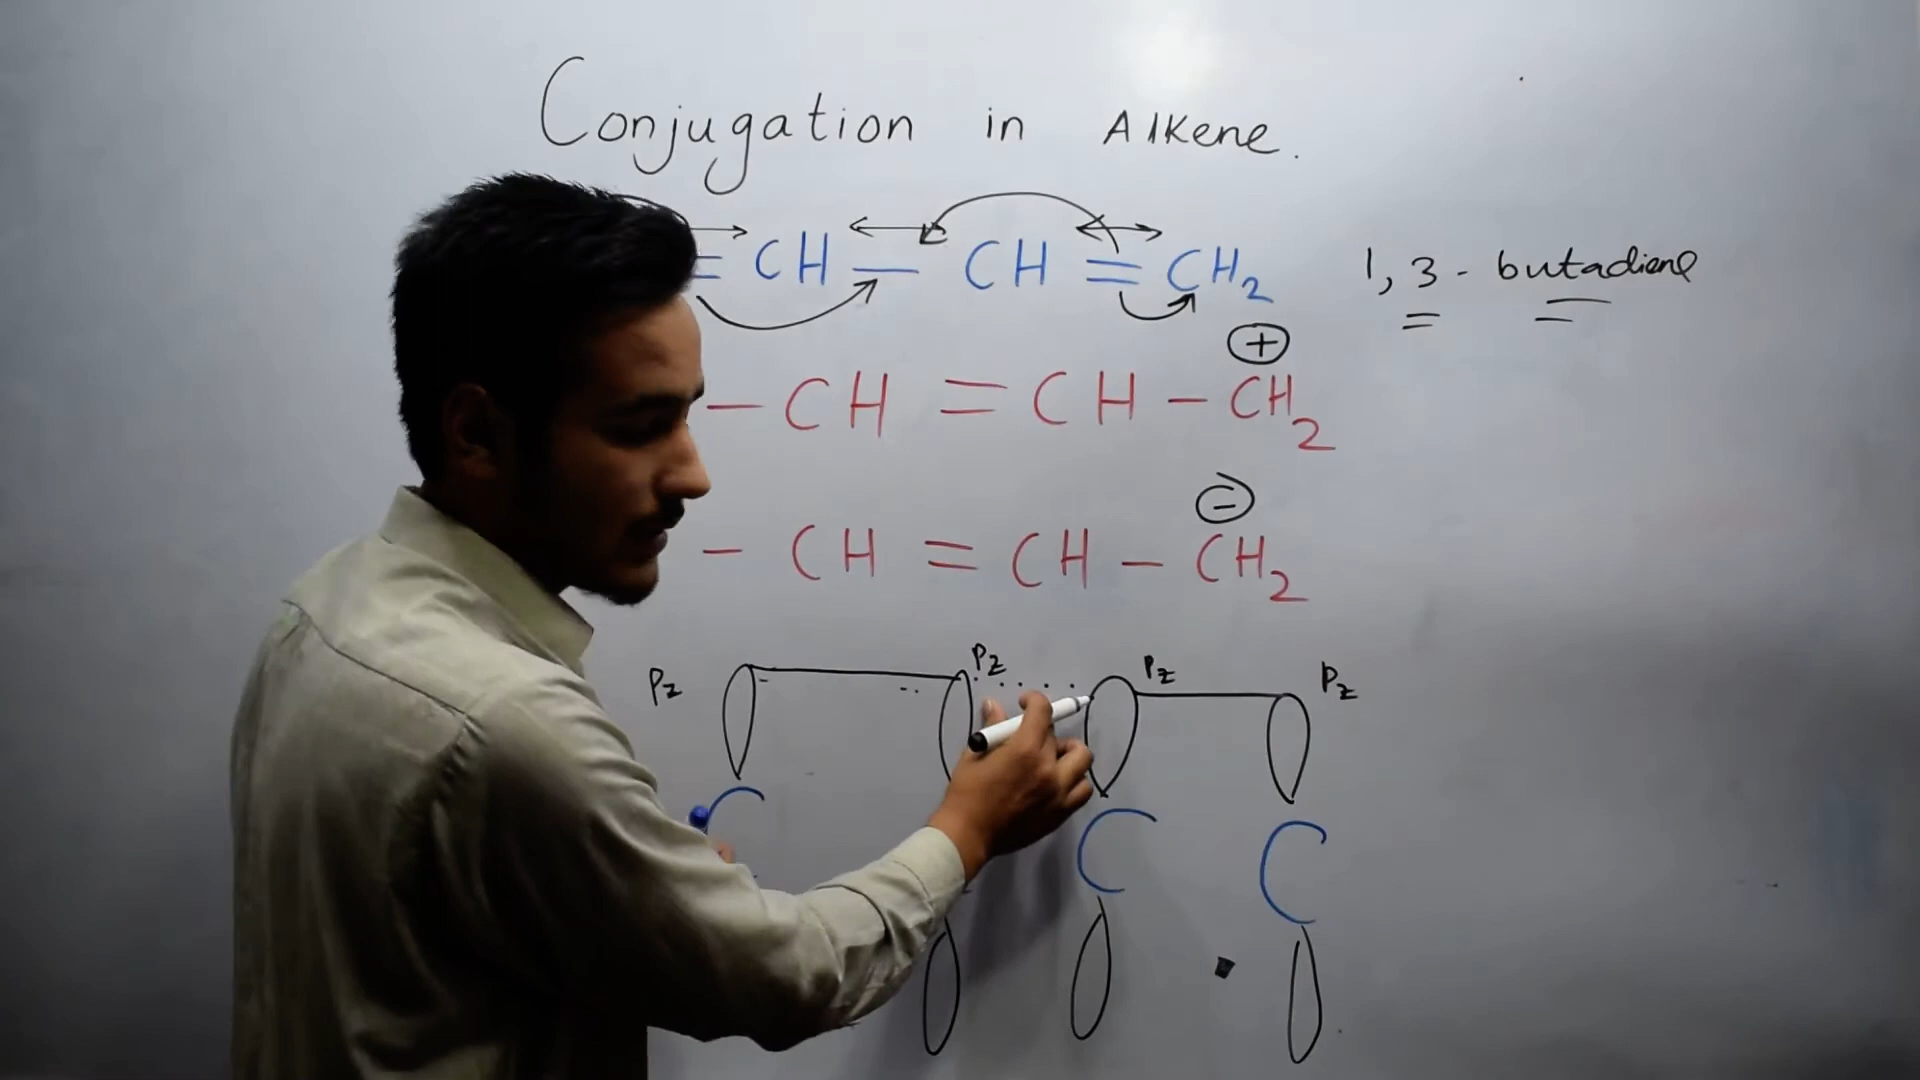 Conjugation in Alkene.
= CH — CH = CH₂ 1, 3 - butadiene
⊕
- CH = CH - CH₂
⊖
- CH = CH - CH₂
Pz Pz Pz Pz
C C C